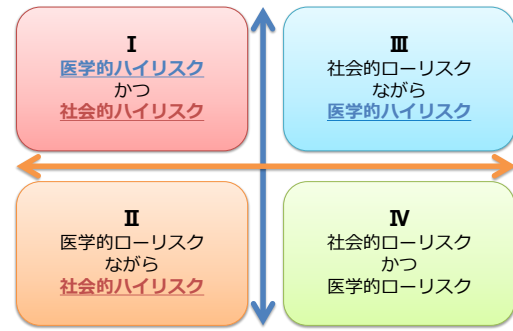 Ⅰ
医学的ハイリスク
かつ
社会的ハイリスク
Ⅲ
社会的ローリスク
ながら
医学的ハイリスク
Ⅱ
医学的ローリスク
ながら
社会的ハイリスク
Ⅳ
社会的ローリスク
かつ
医学的ローリスク